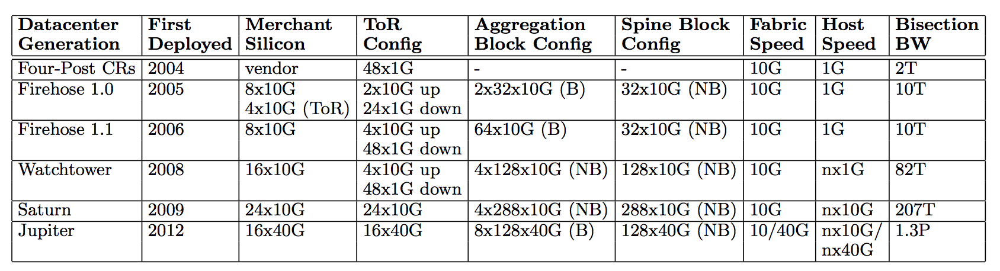 Datacenter Generation | First Deployed | Merchant Silicon | ToR Config | Aggregation Block Config | Spine Block Config | Fabric Speed | Host Speed | Bisection BW
Four-Post CRs | 2004 | vendor | 48x1G | - | - | 10G | 1G | 2T
Firehose 1.0 | 2005 | 8x10G 4x10G (ToR) | 2x10G up 24x1G down | 2x32x10G (B) | 32x10G (NB) | 10G | 1G | 10T
Firehose 1.1 | 2006 | 8x10G | 4x10G up 48x1G down | 64x10G (B) | 32x10G (NB) | 10G | 1G | 10T
Watchtower | 2008 | 16x10G | 4x10G up 48x1G down | 4x128x10G (NB) | 128x10G (NB) | 10G | nx1G | 82T
Saturn | 2009 | 24x10G | 24x10G | 4x288x10G (NB) | 288x10G (NB) | 10G | nx10G | 207T
Jupiter | 2012 | 16x40G | 16x40G | 8x128x40G (B) | 128x40G (NB) | 10/40G | nx10G/ nx40G | 1.3P